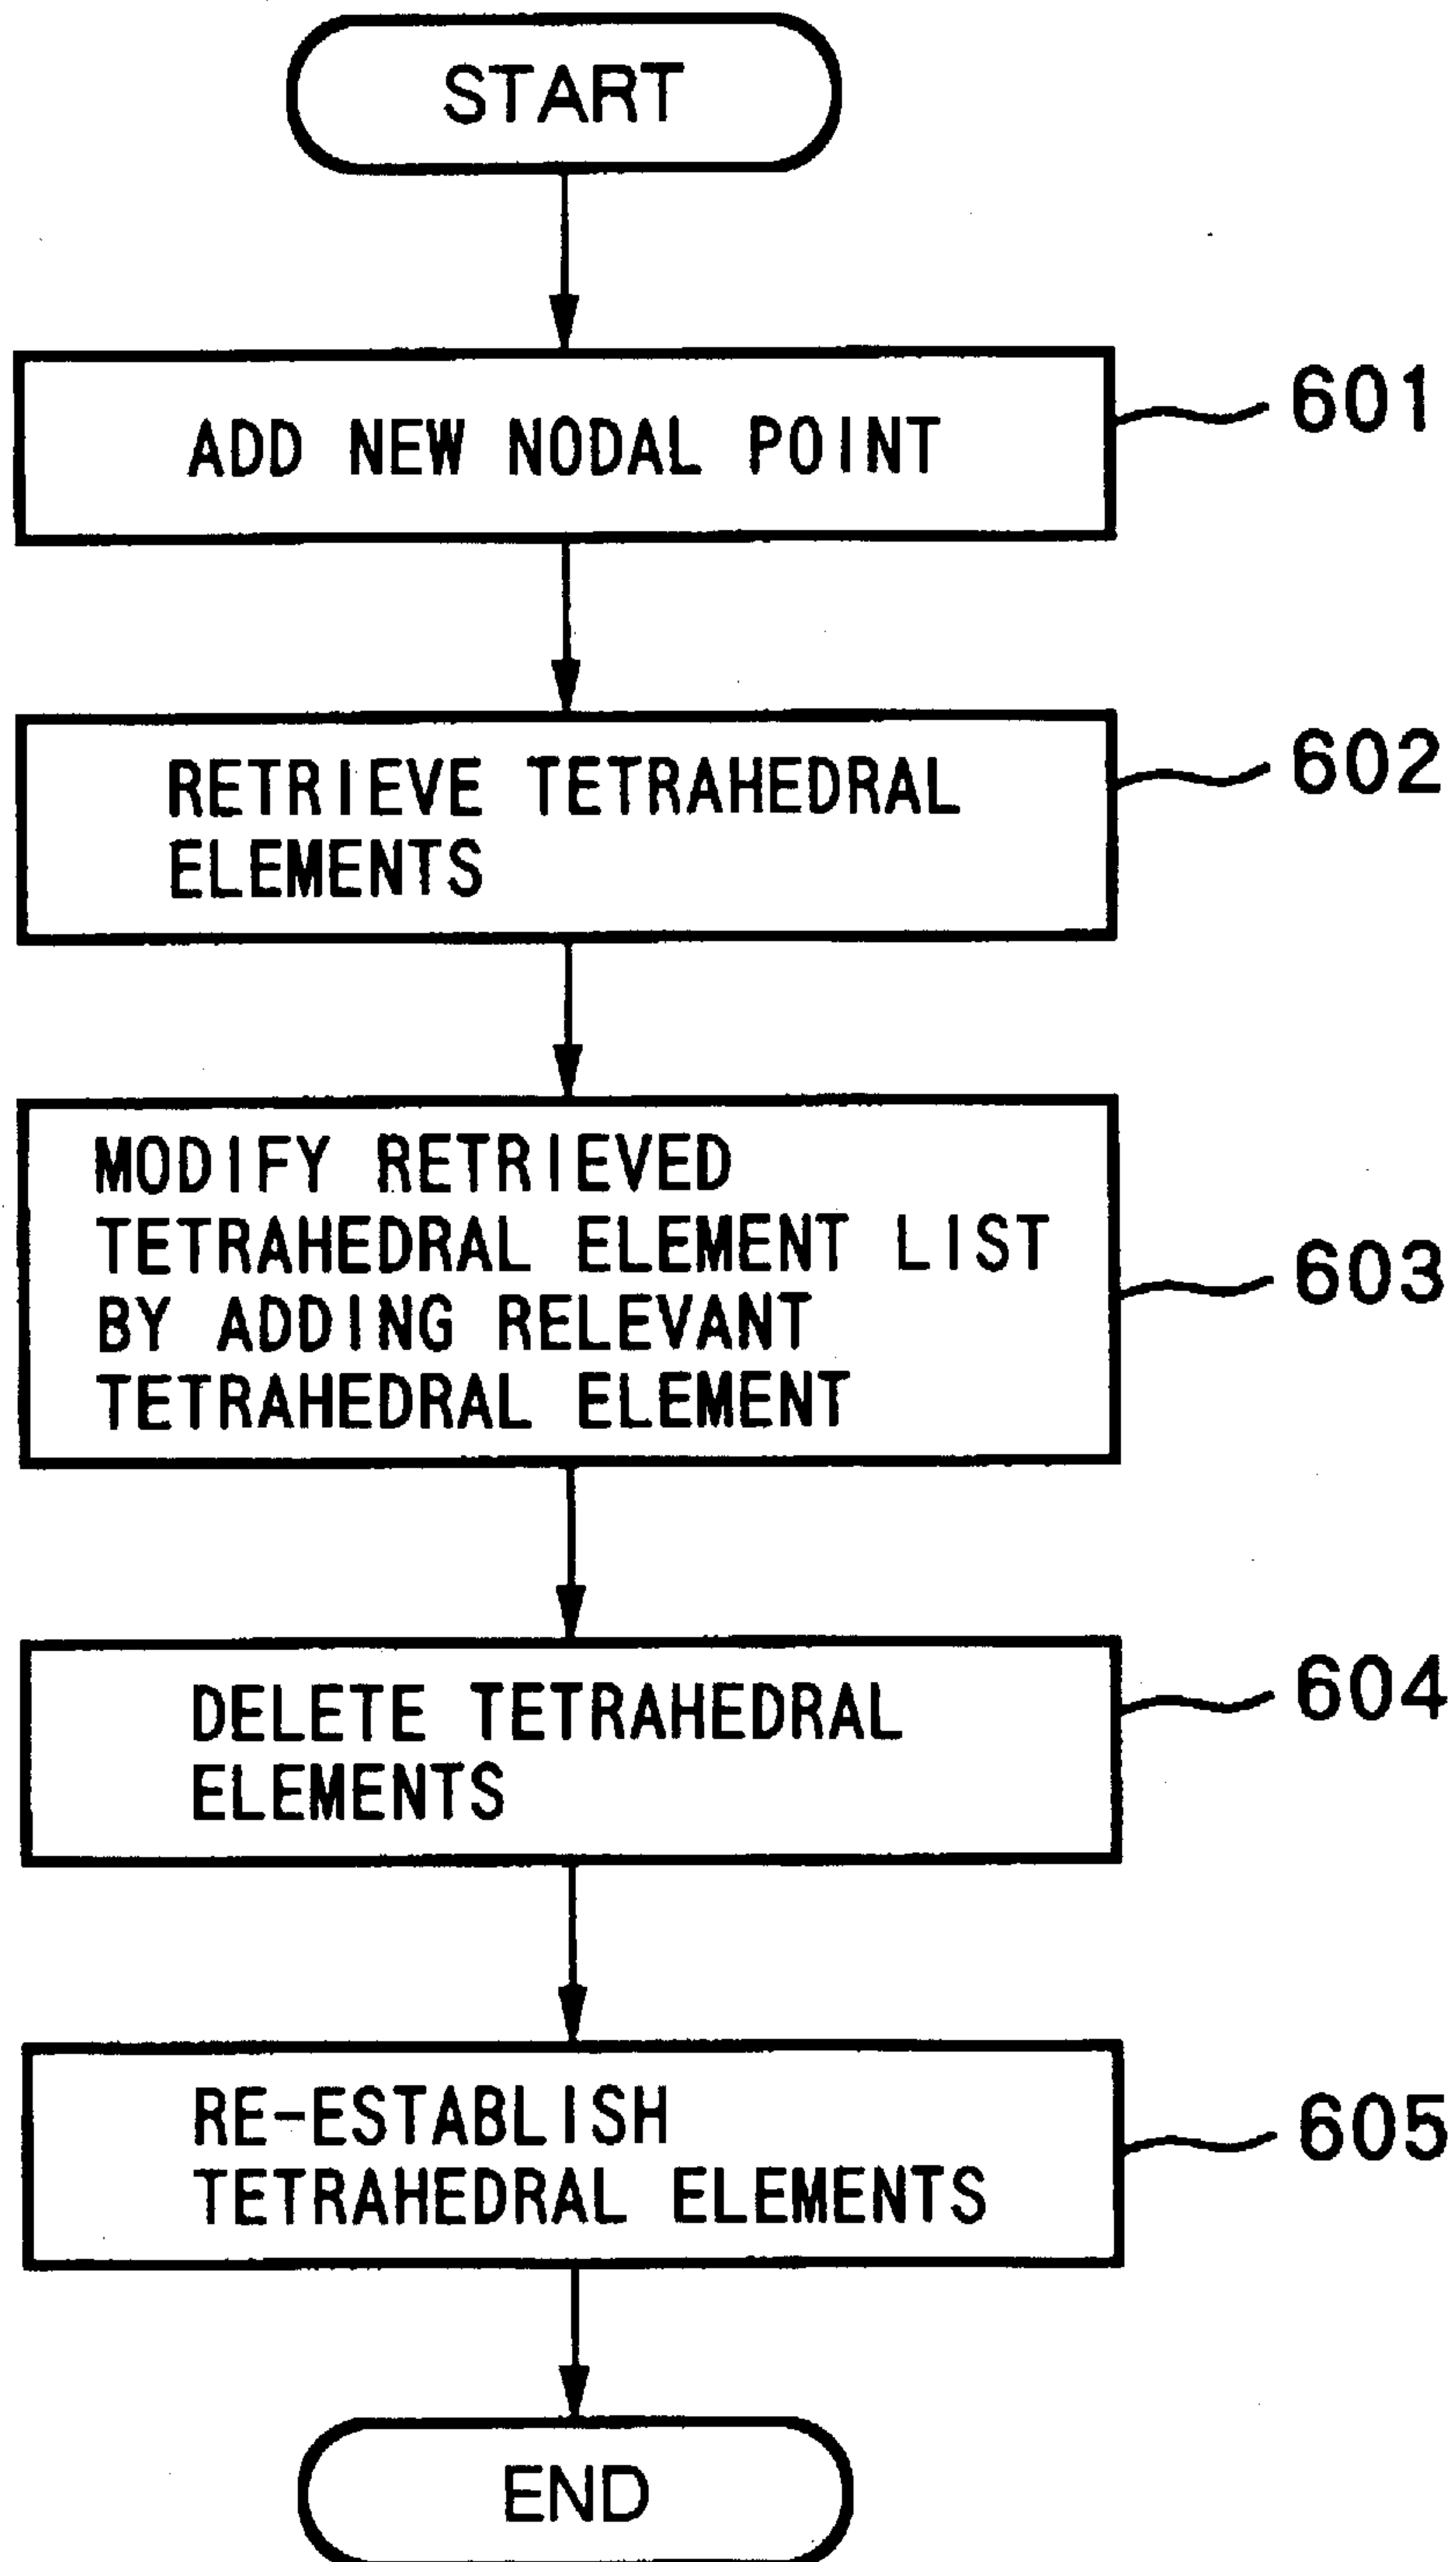 START
ADD NEW NODAL POINT
601
RETRIEVE TETRAHEDRAL
ELEMENTS
602
MODIFY RETRIEVED
TETRAHEDRAL ELEMENT LIST
BY ADDING RELEVANT
TETRAHEDRAL ELEMENT
603
DELETE TETRAHEDRAL
ELEMENTS
604
RE-ESTABLISH
TETRAHEDRAL ELEMENTS
605
END